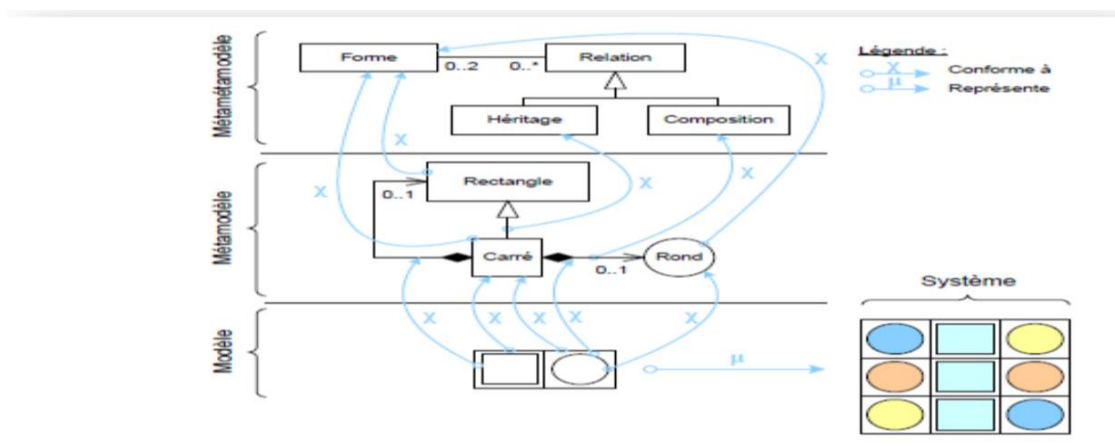 Métamétamodèle
Forme
0..2
0..*
Relation
Héritage
Composition
X
X
X
X
X
Légende :
X
Conforme à
μ
Représente
Métamodèle
Rectangle
0..1
Carré
0..1
Rond
Modèle
X
X
X
X
X
μ
Système